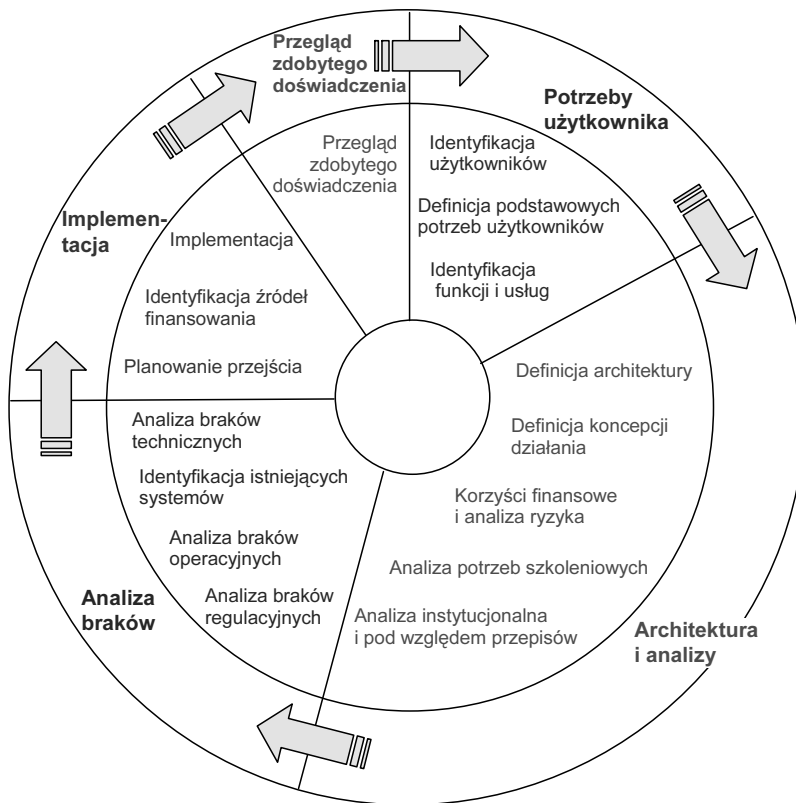 Przegląd
zdobytego
doświadczenia
Potrzeby
użytkownika
Przegląd
zdobytego
doświadczenia
Identyfikacja
użytkowników
Definicja podstawowych
potrzeb użytkowników
Identyfikacja
funkcji i usług
Definicja architektury
Definicja koncepcji
działania
Korzyści finansowe
i analiza ryzyka
Analiza potrzeb szkoleniowych
Analiza instytucjonalna
i pod względem przepisów
Architektura
i analizy
Analiza braków
technicznych
Identyfikacja istniejących
systemów
Analiza braków
operacyjnych
Analiza braków
regulacyjnych
Analiza
braków
Implemen-
tacja
Implementacja
Identyfikacja źródeł
finansowania
Planowanie przejścia